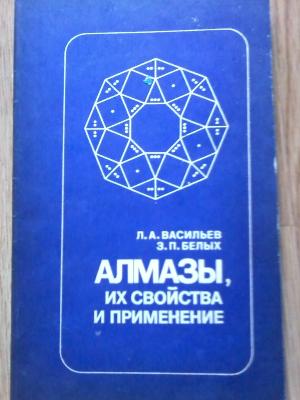 Л.А.ВАСИЛЬЕВ
З.П.БЕЛЫХ
АЛМАЗЫ,
ИХ СВОЙСТВА
И ПРИМЕНЕНИЕ